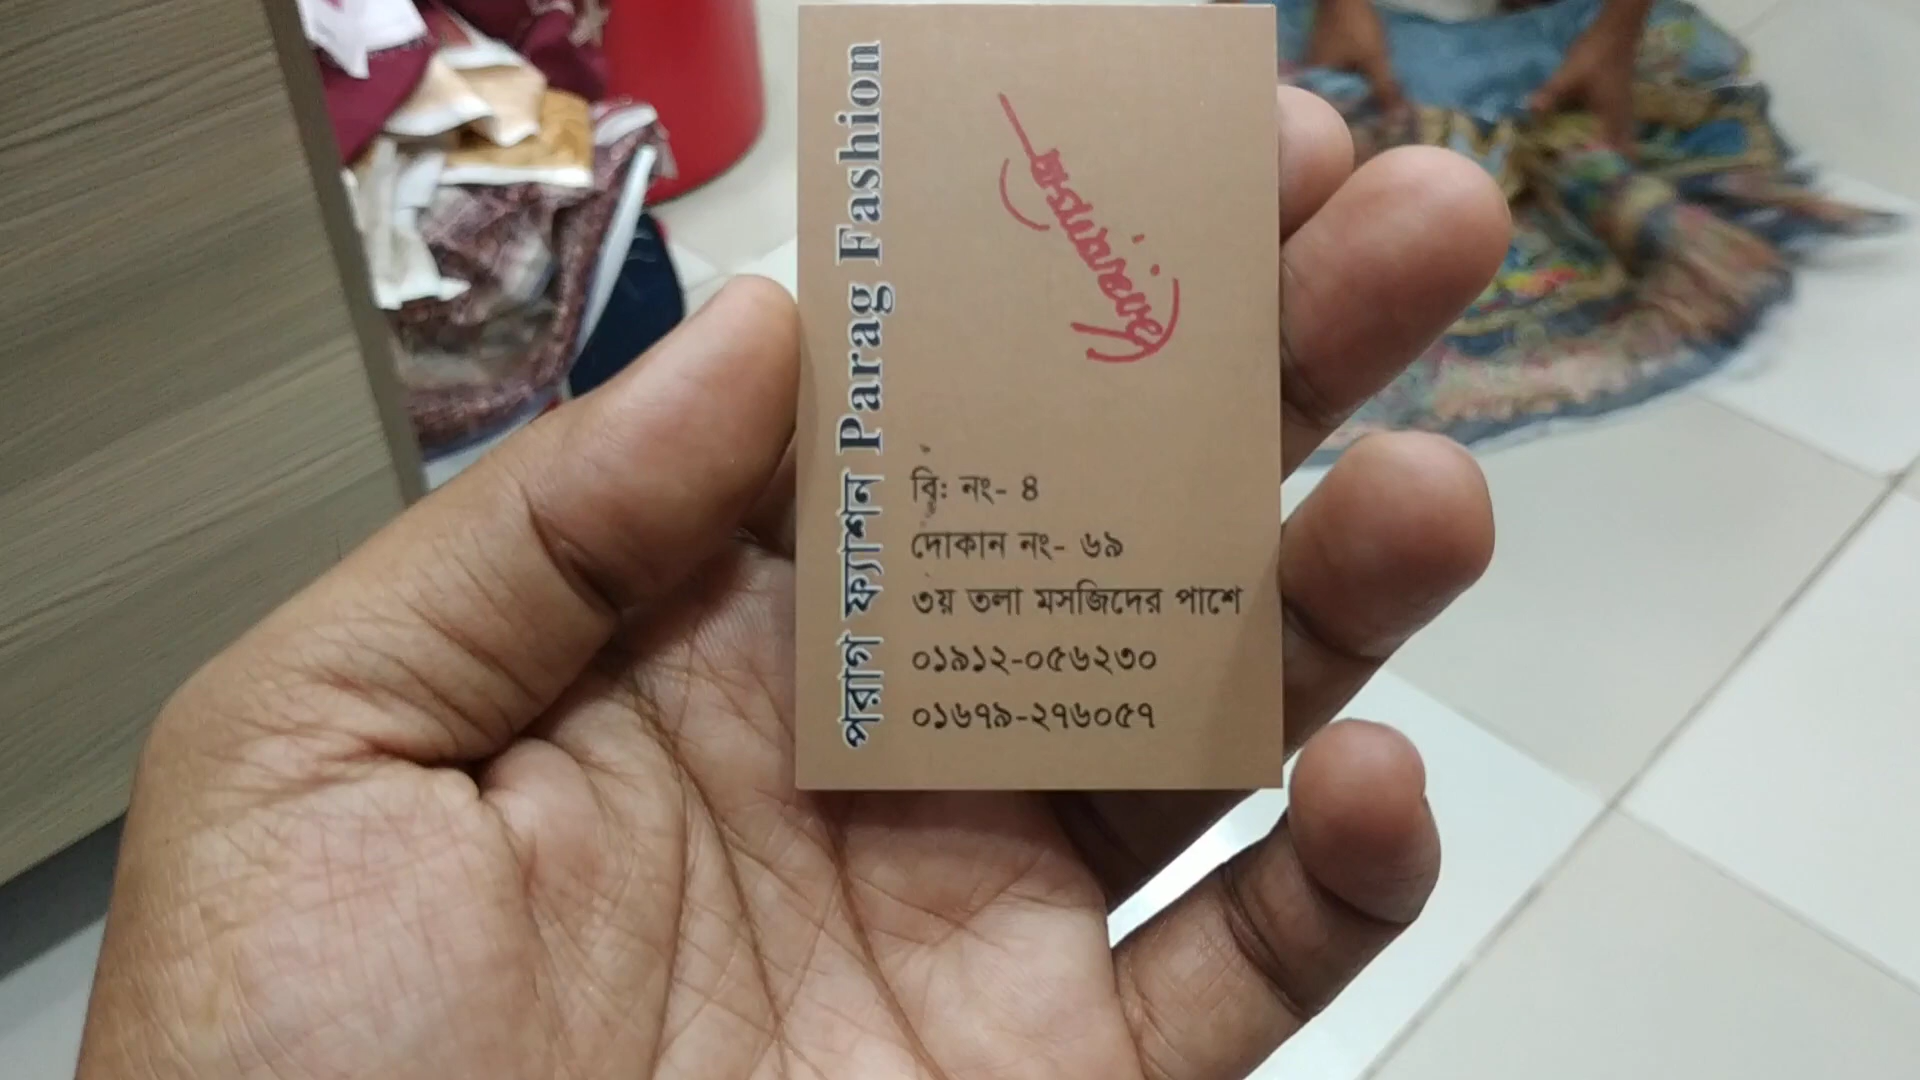 পরাগ ফ্যাশন Parag Fashion
বি: নং- ৪
দোকান নং- ৬৯
৩য় তলা মসজিদের পাশে
০১৯১২-০৫৬২৩০
০১৬৭৯-২৭৬০৫৭